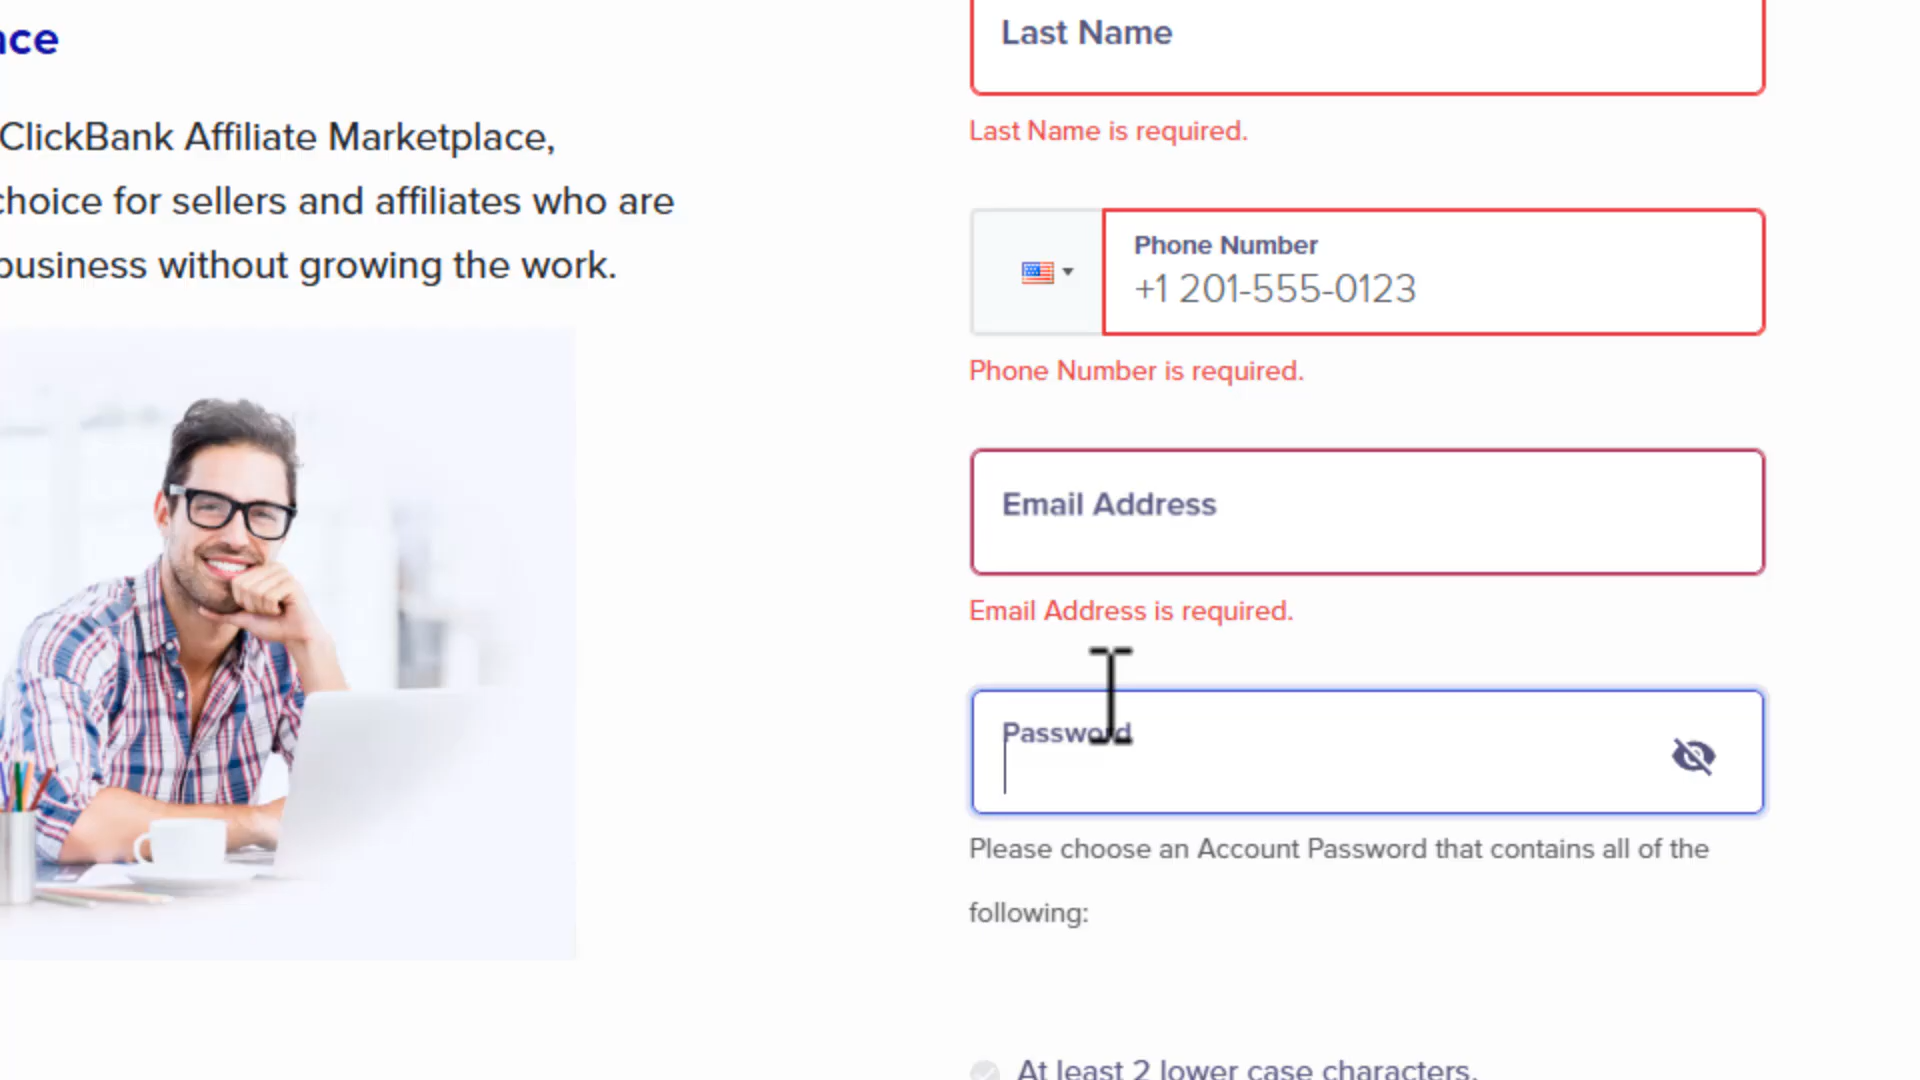 ce
ClickBank Affiliate Marketplace,
choice for sellers and affiliates who are
business without growing the work.
Last Name
Last Name is required.
Phone Number
+1 201-555-0123
Phone Number is required.
Email Address
Email Address is required.
Password
Please choose an Account Password that contains all of the
following:
At least 2 lower case characters.